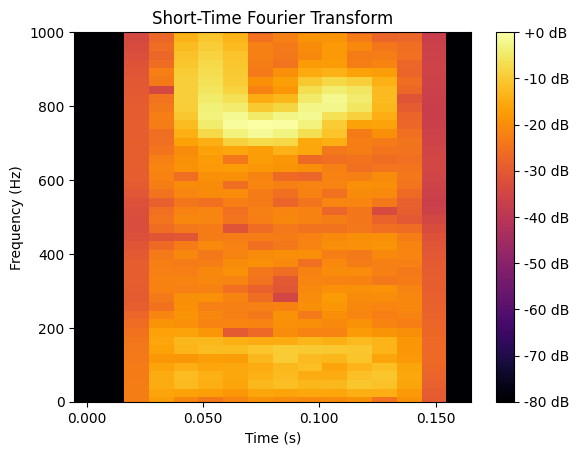 Short-Time Fourier Transform
1000
800
600
400
200
0
Frequency (Hz)
0.000
0.050
0.100
0.150
Time (s)
+0 dB
-10 dB
-20 dB
-30 dB
-40 dB
-50 dB
-60 dB
-70 dB
-80 dB